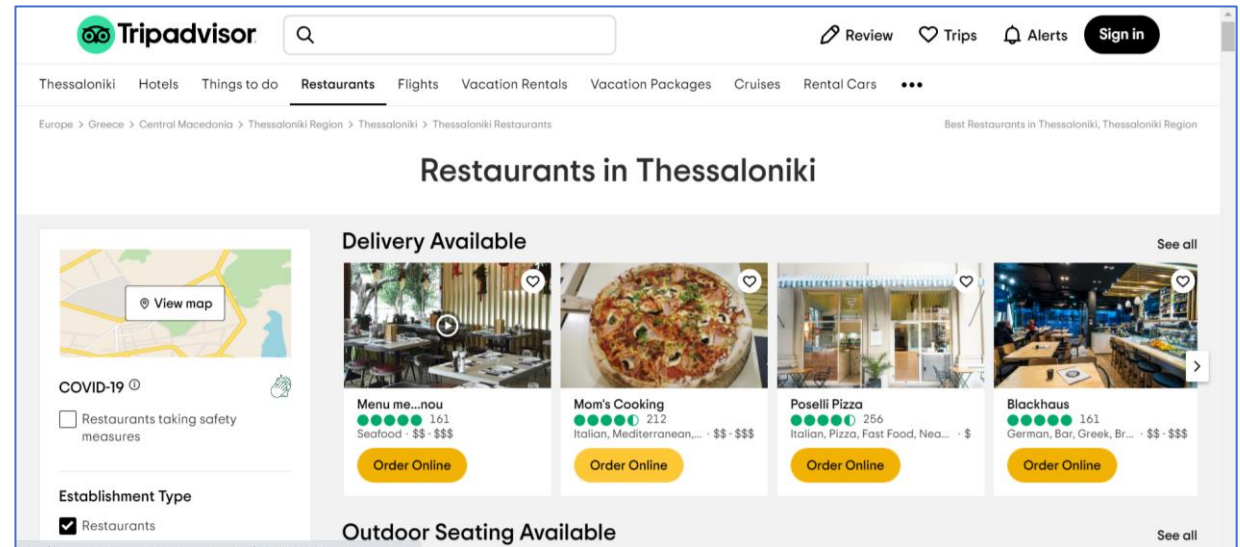 Tripadvisor
Review
Trips
Alerts
Sign in
Thessaloniki
Hotels
Things to do
Restaurants
Flights
Vacation Rentals
Vacation Packages
Cruises
Rental Cars
Europe > Greece > Central Macedonia > Thessaloniki Region > Thessaloniki > Thessaloniki Restaurants
Best Restaurants in Thessaloniki, Thessaloniki Region
Restaurants in Thessaloniki
View map
COVID-19
Restaurants taking safety
measures
Establishment Type
Restaurants
Delivery Available
See all
Menu me...nou
161
Seafood · $$ - $$$
Order Online
Mom's Cooking
212
Italian, Mediterranean,... · $$ - $$$
Order Online
Poselli Pizza
256
Italian, Pizza, Fast Food, Nea... · $
Order Online
Blackhaus
161
German, Bar, Greek, Br... · $$ - $$$
Order Online
Outdoor Seating Available
See all